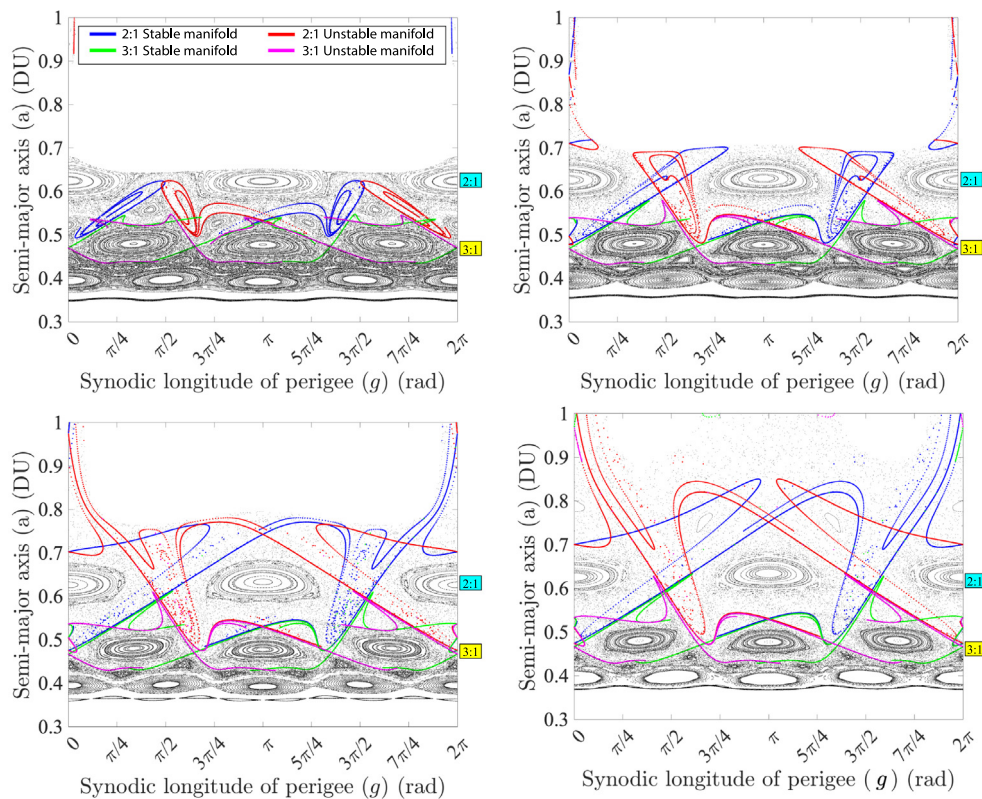 2:1 Stable manifold 2:1 Unstable manifold
3:1 Stable manifold 3:1 Unstable manifold
Semi-major axis (a) (DU)
1
0.9
0.8
0.7
0.6
0.5
0.4
0.3
2:1
3:1
0 π/4 π/2 3π/4 π 5π/4 3π/2 7π/4 2π
Synodic longitude of perigee (g) (rad)
Semi-major axis (a) (DU)
1
0.9
0.8
0.7
0.6
0.5
0.4
0.3
2:1
3:1
0 π/4 π/2 3π/4 π 5π/4 3π/2 7π/4 2π
Synodic longitude of perigee (g) (rad)
Semi-major axis (a) (DU)
1
0.9
0.8
0.7
0.6
0.5
0.4
0.3
2:1
3:1
0 π/4 π/2 3π/4 π 5π/4 3π/2 7π/4 2π
Synodic longitude of perigee (g) (rad)
Semi-major axis (a) (DU)
1
0.9
0.8
0.7
0.6
0.5
0.4
0.3
2:1
3:1
0 π/4 π/2 3π/4 π 5π/4 3π/2 7π/4 2π
Synodic longitude of perigee ( g ) (rad)